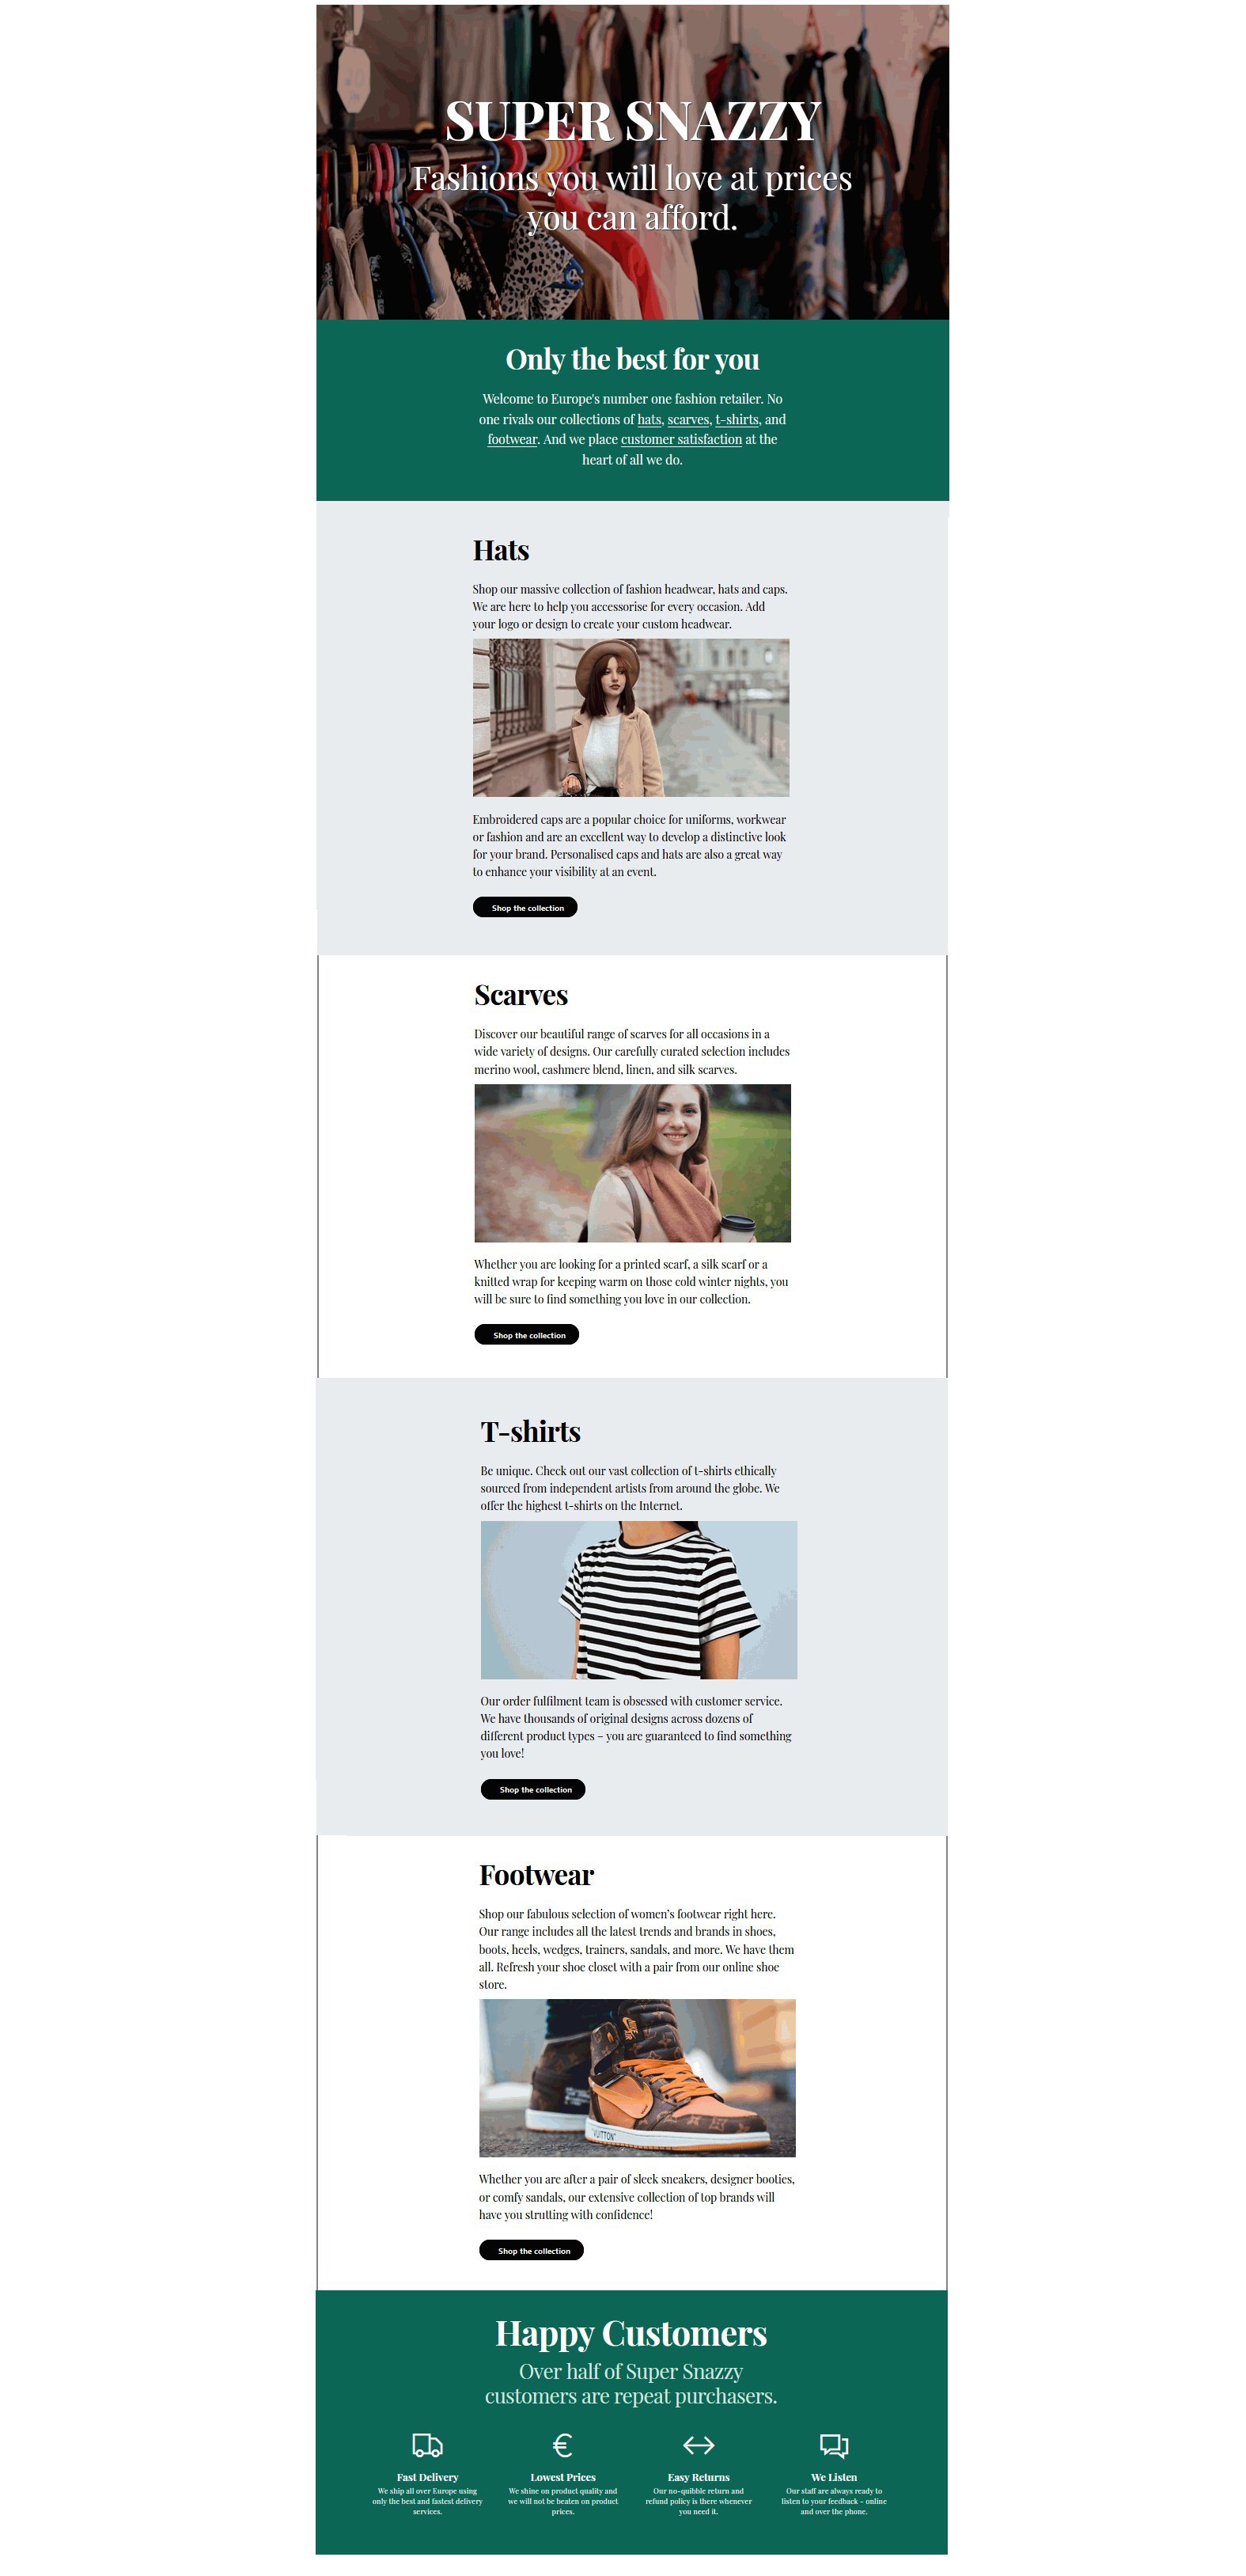 SUPER SNAZZY
Fashions you will love at prices
you can afford.
Only the best for you
Welcome to Europe's number one fashion retailer. No
one rivals our collections of hats, scarves, t-shirts, and
footwear. And we place customer satisfaction at the
heart of all we do.
Hats
Shop our massive collection of fashion headwear, hats and caps.
We are here to help you accessorise for every occasion. Add
your logo or design to create your custom headwear.
Embroidered caps are a popular choice for uniforms, workwear
or fashion and are an excellent way to develop a distinctive look
for your brand. Personalised caps and hats are also a great way
to enhance your visibility at an event.
Shop the collection
Scarves
Discover our beautiful range of scarves for all occasions in a
wide variety of designs. Our carefully curated selection includes
merino wool, cashmere blend, linen, and silk scarves.
Whether you are looking for a printed scarf, a silk scarf or a
knitted wrap for keeping warm on those cold winter nights, you
will be sure to find something you love in our collection.
Shop the collection
T-shirts
Be unique. Check out our vast collection of t-shirts ethically
sourced from independent artists from around the globe. We
offer the highest t-shirts on the Internet.
Our order fulfilment team is obsessed with customer service.
We have thousands of original designs across dozens of
different product types – you are guaranteed to find something
you love!
Shop the collection
Footwear
Shop our fabulous selection of women’s footwear right here.
Our range includes all the latest trends and brands in shoes,
boots, heels, wedges, trainers, sandals, and more. We have them
all. Refresh your shoe closet with a pair from our online shoe
store.
"VUITTON"
Whether you are after a pair of sleek sneakers, designer booties,
or comfy sandals, our extensive collection of top brands will
have you strutting with confidence!
Shop the collection
Happy Customers
Over half of Super Snazzy
customers are repeat purchasers.
Fast Delivery
We ship all over Europe using
only the best and fastest delivery
services.
Lowest Prices
We shine on product quality and
we will not be beaten on product
prices.
Easy Returns
Our no-quibble return and
refund policy is there whenever
you need it.
We Listen
Our staff are always ready to
listen to your feedback - online
and over the phone.